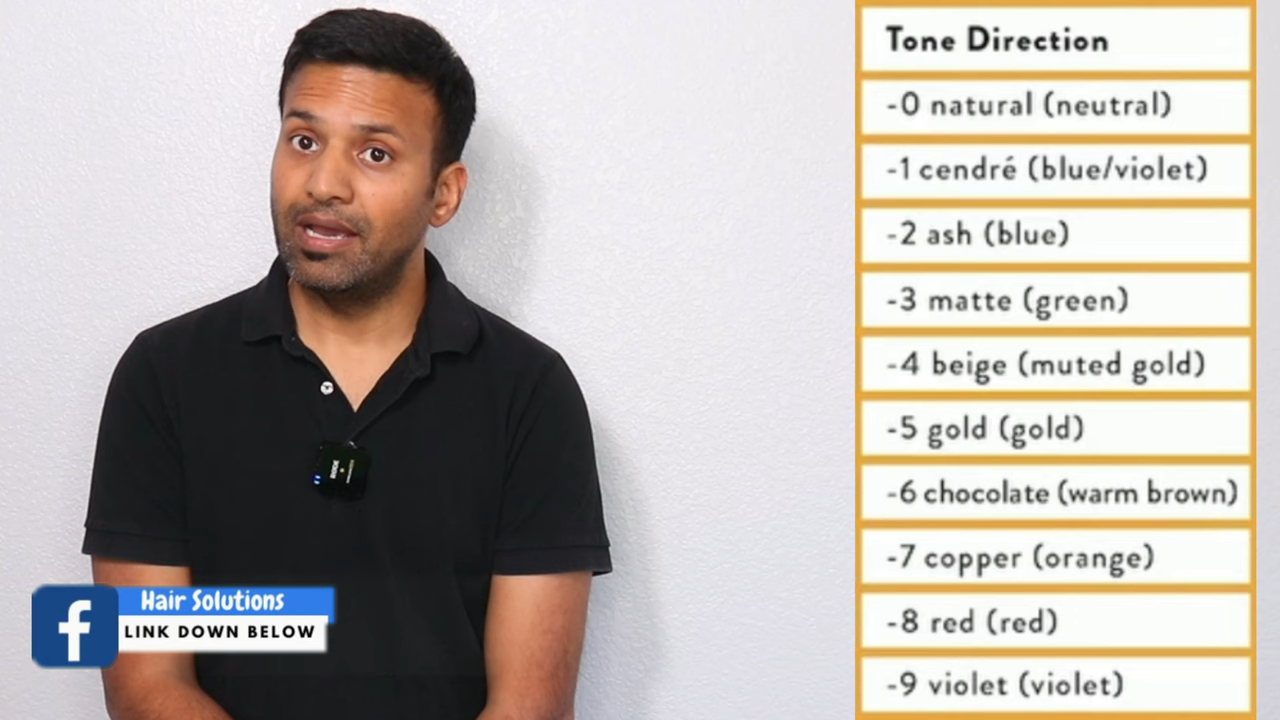 Tone Direction
-0 natural (neutral)
-1 cendré (blue/violet)
-2 ash (blue)
-3 matte (green)
-4 beige (muted gold)
-5 gold (gold)
-6 chocolate (warm brown)
-7 copper (orange)
-8 red (red)
-9 violet (violet)
f
Hair Solutions
LINK DOWN BELOW